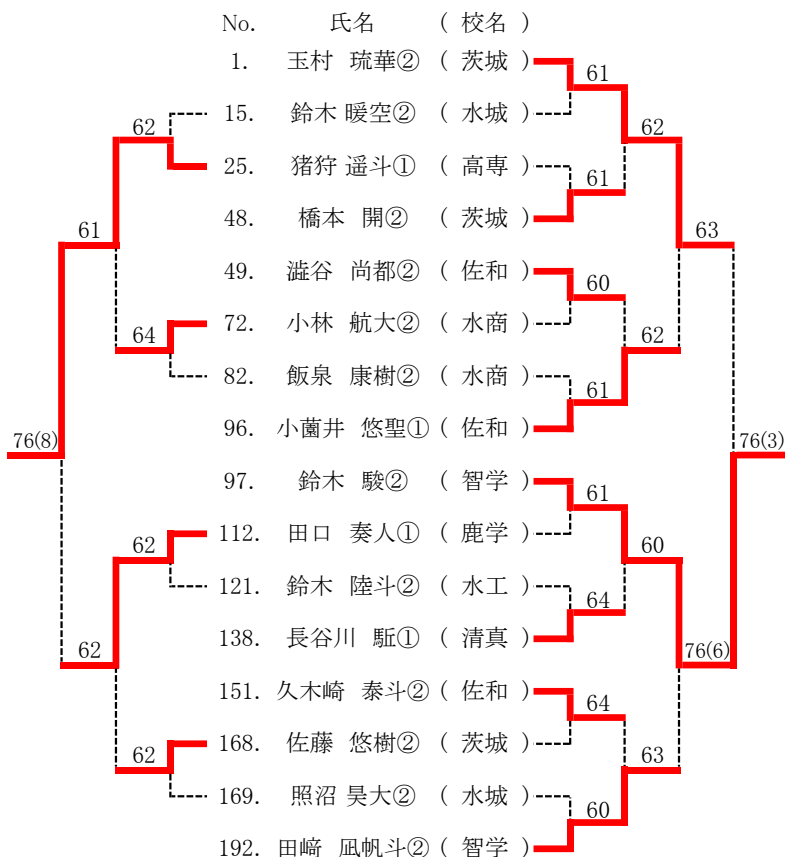 No. 氏名 ( 校名 )
1. 玉村 琉華② ( 茨城 )
61
62 15. 鈴木 暖空② ( 水城 ) 62
25. 猪狩 遥斗① ( 高専 )
61
61 48. 橋本 開② ( 茨城 ) 63
49. 澁谷 尚都② ( 佐和 )
60
64 72. 小林 航大② ( 水商 ) 62
82. 飯泉 康樹② ( 水商 )
61
76(8) 96. 小薗井 悠聖① ( 佐和 ) 76(3)
97. 鈴木 駿② ( 智学 )
61
62 112. 田口 奏人① ( 鹿学 ) 60
121. 鈴木 陸斗② ( 水工 )
64
62 138. 長谷川 駈① ( 清真 ) 76(6)
151. 久木崎 泰斗② ( 佐和 )
64
62 168. 佐藤 悠樹② ( 茨城 ) 63
169. 照沼 昊大② ( 水城 )
60
192. 田﨑 凪帆斗② ( 智学 )